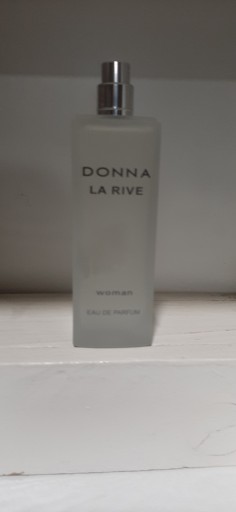 DONNA
LA RIVE
woman
EAU DE PARFUM